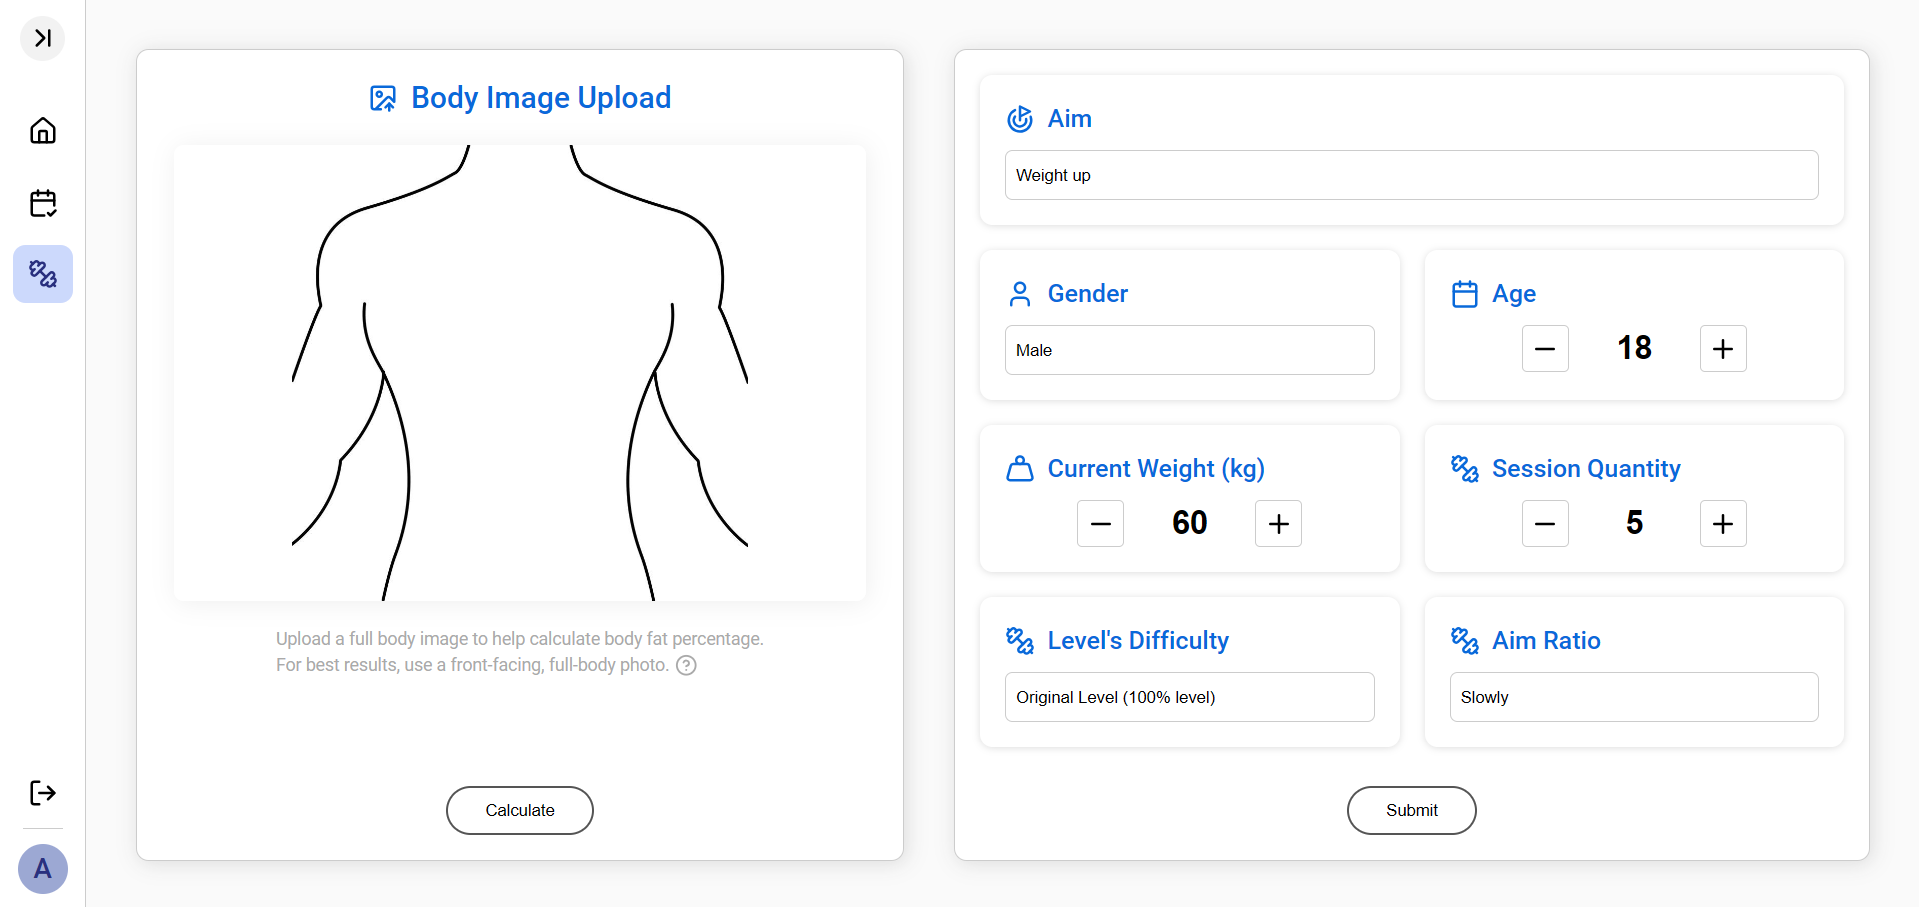 Body Image Upload
Upload a full body image to help calculate body fat percentage.
For best results, use a front-facing, full-body photo. ?
Calculate
Aim
Weight up
Gender
Male
Age
18
Current Weight (kg)
60
Session Quantity
5
Level's Difficulty
Original Level (100% level)
Aim Ratio
Slowly
Submit
A